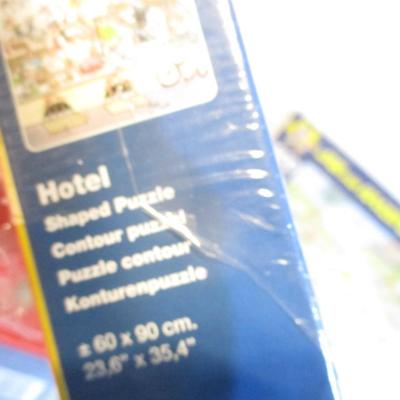 Hotel
Shaped Puzzle
Contour puzzel
Puzzle contour
Konturenpuzzle
± 60 x 90 cm.
23,6" x 35,4"